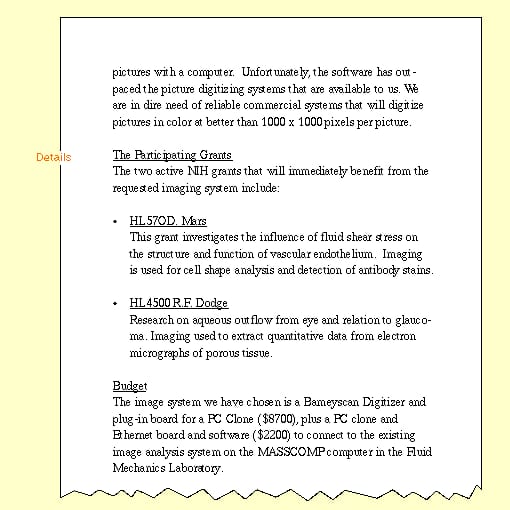 pictures with a computer. Unfortunately, the software has out-
paced the picture digitizing systems that are available to us. We
are in dire need of reliable commercial systems that will digitize
pictures in color at better than 1000 x 1000 pixels per picture.
Details
The Participating Grants
The two active NIH grants that will immediately benefit from the
requested imaging system include:
• HL57OD. Mars
This grant investigates the influence of fluid shear stress on
the structure and function of vascular endothelium. Imaging
is used for cell shape analysis and detection of antibody stains.
• HL4500 R.F. Dodge
Research on aqueous outflow from eye and relation to glauco-
ma. Imaging used to extract quantitative data from electron
micrographs of porous tissue.
Budget
The image system we have chosen is a Barneyscan Digitizer and
plug-in board for a PC Clone ($8700), plus a PC clone and
Ethernet board and software ($2200) to connect to the existing
image analysis system on the MASSCOMP computer in the Fluid
Mechanics Laboratory.